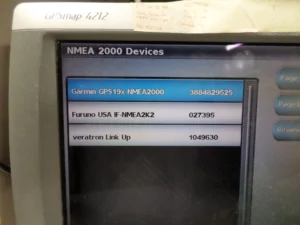 GPSMAP 4212
NMEA 2000 Devices
Garmin GPS19x-NMEA2000 3884829525
Furuno USA IF-NMEA2K2 027395
veratron Link Up 1049630